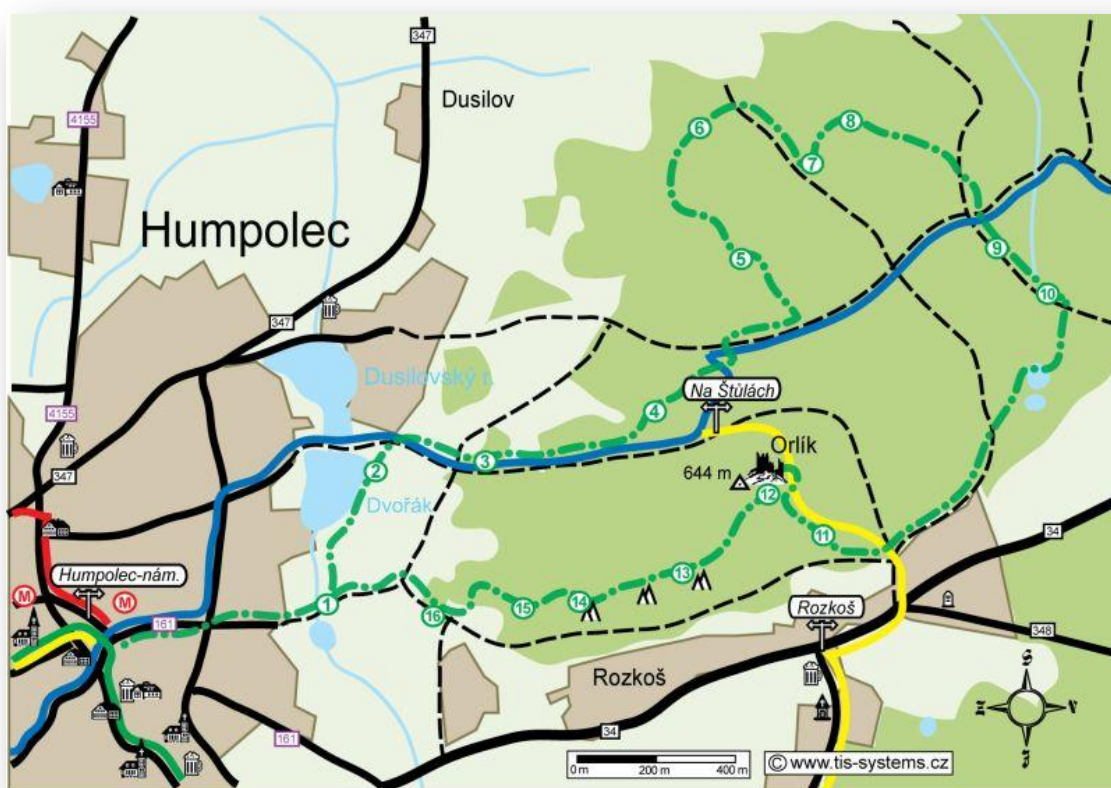 347
Dusilov
4155
6
8
7
Humpolec
5
9
10
347
Dusilovský r.
Na Štůlách
4155
4
2
3
347
Orlík
644 m
12
Dvořák
11
34
Humpolec-nám.
M
M
13
1
16
15
14
Rozkoš
161
348
Rozkoš
S
Z
V
J
161
34
0 m
200 m
400 m
© www.tis-systems.cz